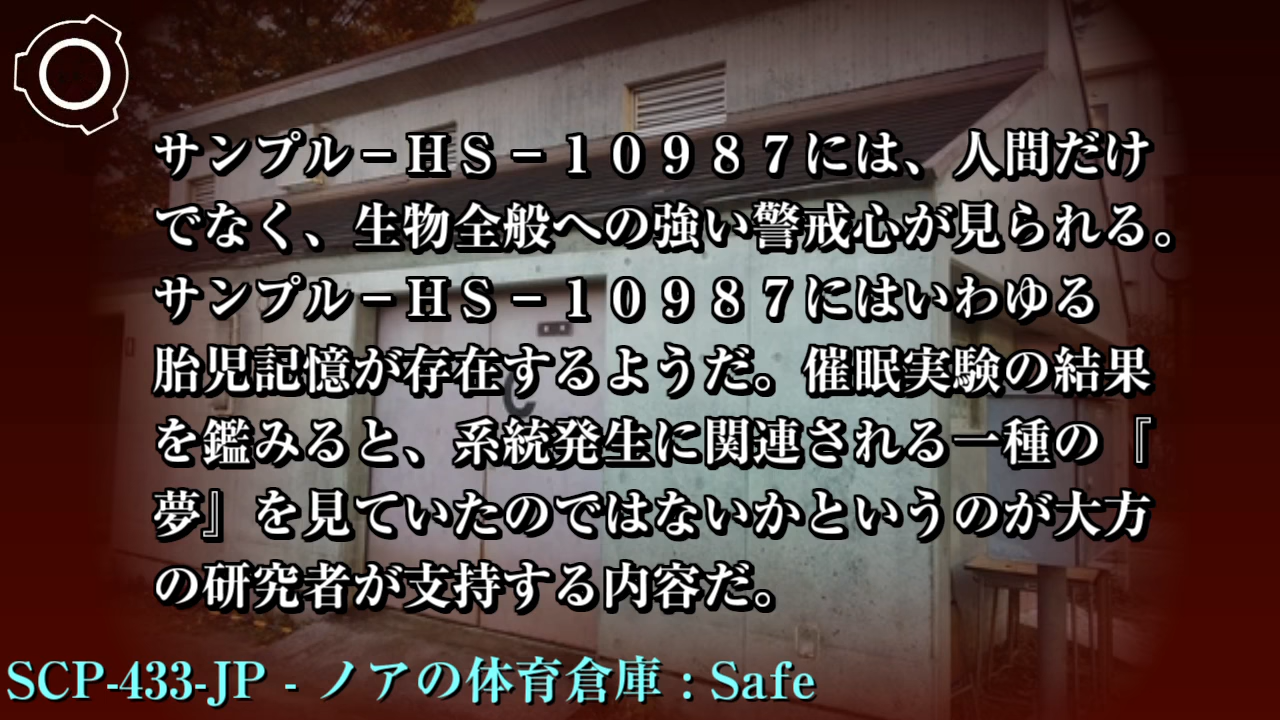 サンプル－ＨＳ－１０９８７には、人間だけ
でなく、生物全般への強い警戒心が見られる。
サンプル－ＨＳ－１０９８７にはいわゆる
胎児記憶が存在するようだ。催眠実験の結果
を鑑みると、系統発生に関連される一種の『
夢』を見ていたのではないかというのが大方
の研究者が支持する内容だ。
SCP-433-JP - ノアの体育倉庫 : Safe